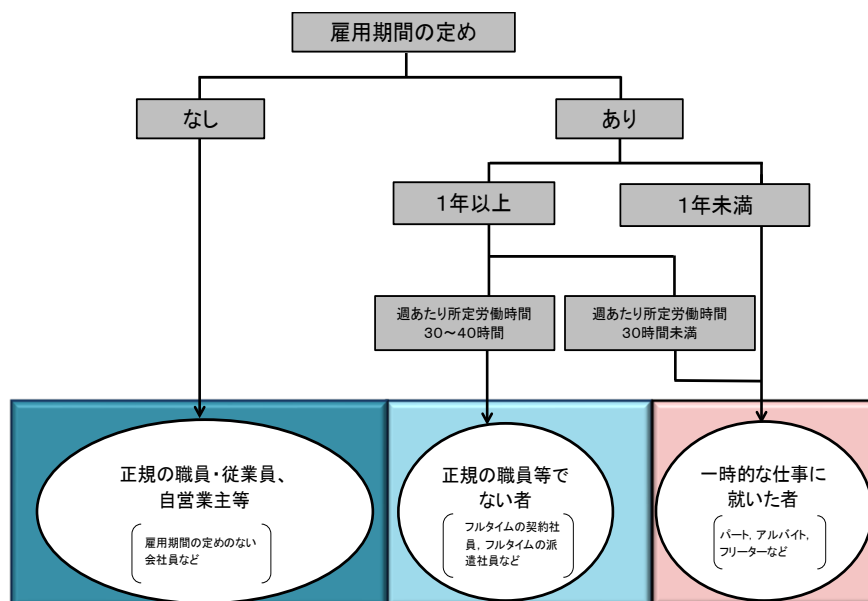 雇用期間の定め
なし
あり
1年以上
1年未満
週あたり所定労働時間
30～40時間
週あたり所定労働時間
30時間未満
正規の職員・従業員、
自営業主等
雇用期間の定めのない
会社員など
正規の職員等で
ない者
フルタイムの契約社
員，フルタイムの派
遣社員など
一時的な仕事に
就いた者
パート，アルバイト，
フリーターなど